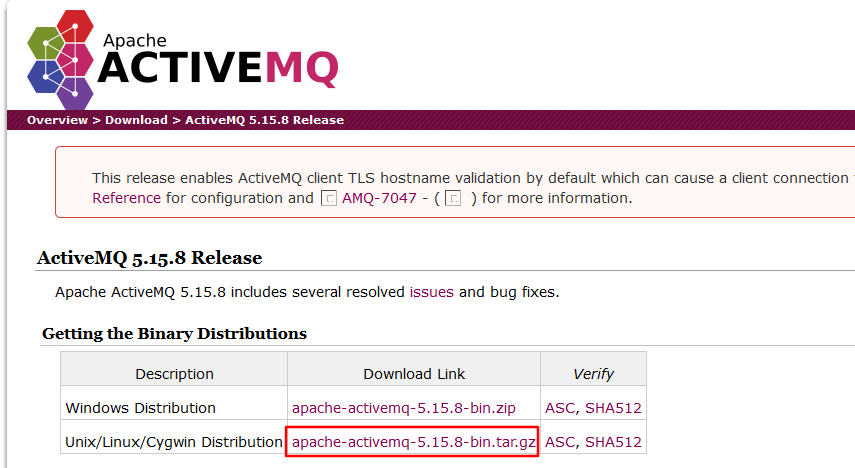 Apache
ACTIVEMQ
Overview > Download > ActiveMQ 5.15.8 Release
This release enables ActiveMQ client TLS hostname validation by default which can cause a client connection
Reference for configuration and AMQ-7047 - ( ) for more information.
ActiveMQ 5.15.8 Release
Apache ActiveMQ 5.15.8 includes several resolved issues and bug fixes.
Getting the Binary Distributions
Description Download Link Verify
Windows Distribution apache-activemq-5.15.8-bin.zip ASC, SHA512
Unix/Linux/Cygwin Distribution apache-activemq-5.15.8-bin.tar.gz ASC, SHA512